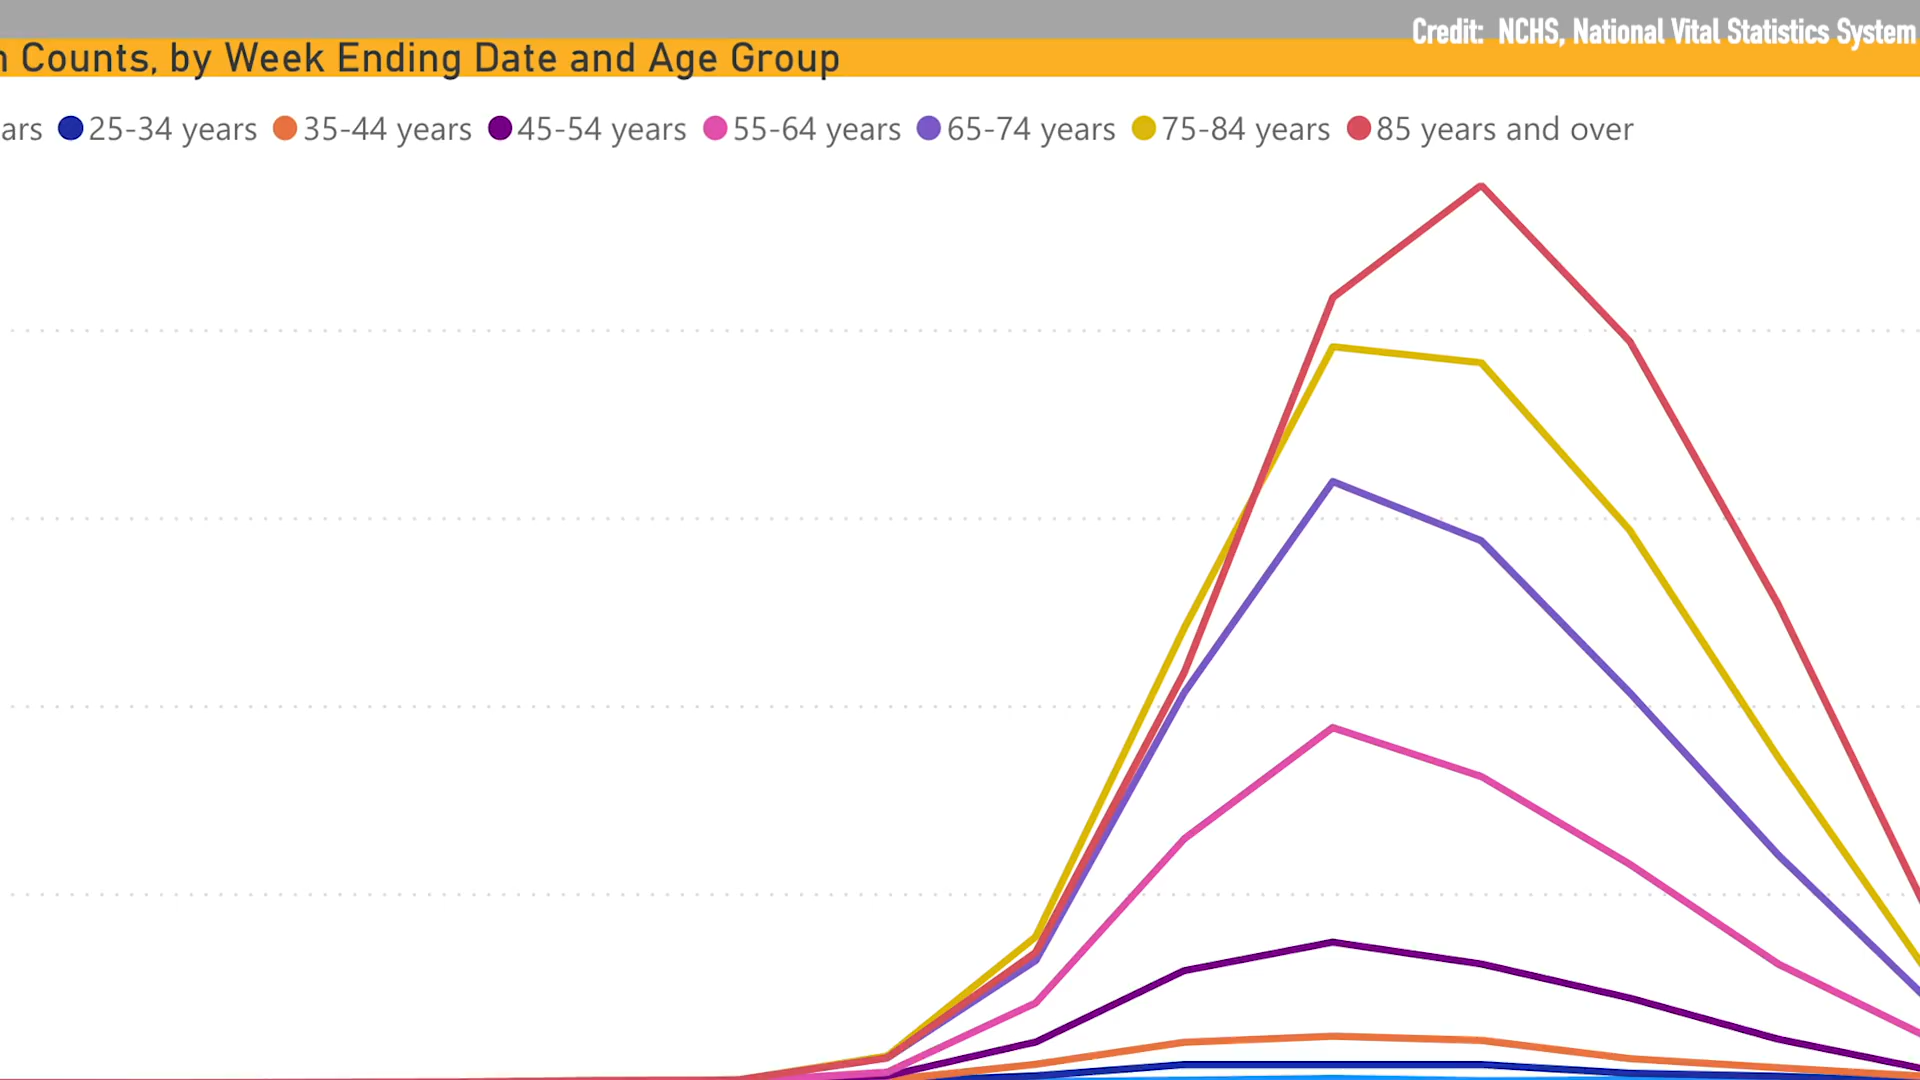 Credit: NCHS, National Vital Statistics System
Counts, by Week Ending Date and Age Group
25-34 years 35-44 years 45-54 years 55-64 years 65-74 years 75-84 years 85 years and over